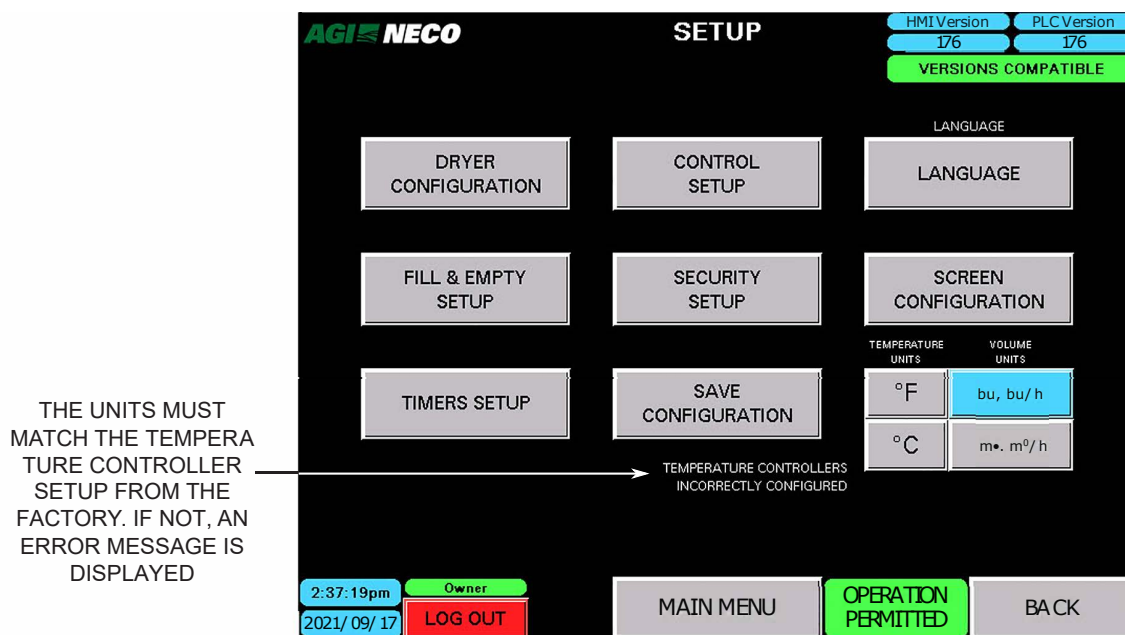 AGI NECO
SETUP
HMI Version
PLC Version
176
176
VERSIONS COMPATIBLE
LANGUAGE
DRYER
CONFIGURATION
CONTROL
SETUP
LANGUAGE
FILL & EMPTY
SETUP
SECURITY
SETUP
SCREEN
CONFIGURATION
TEMPERATURE
UNITS
VOLUME
UNITS
TIMERS SETUP
SAVE
CONFIGURATION
°F
bu, bu/h
°C
m•. m⁰/h
THE UNITS MUST
MATCH THE TEMPERA
TURE CONTROLLER
SETUP FROM THE
FACTORY. IF NOT, AN
ERROR MESSAGE IS
DISPLAYED
TEMPERATURE CONTROLLERS
INCORRECTLY CONFIGURED
2:37:19pm
2021/09/17
Owner
LOG OUT
MAIN MENU
OPERATION
PERMITTED
BACK